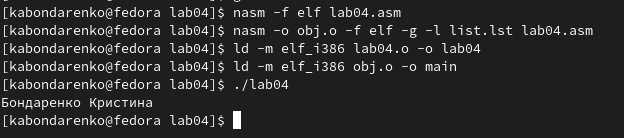 [kabondarenko@fedora lab04]$ nasm -f elf lab04.asm
[kabondarenko@fedora lab04]$ nasm -o obj.o -f elf -g -l list.lst lab04.asm
[kabondarenko@fedora lab04]$ ld -m elf_i386 lab04.o -o lab04
[kabondarenko@fedora lab04]$ ld -m elf_i386 obj.o -o main
[kabondarenko@fedora lab04]$ ./lab04
Бондаренко Кристина
[kabondarenko@fedora lab04]$